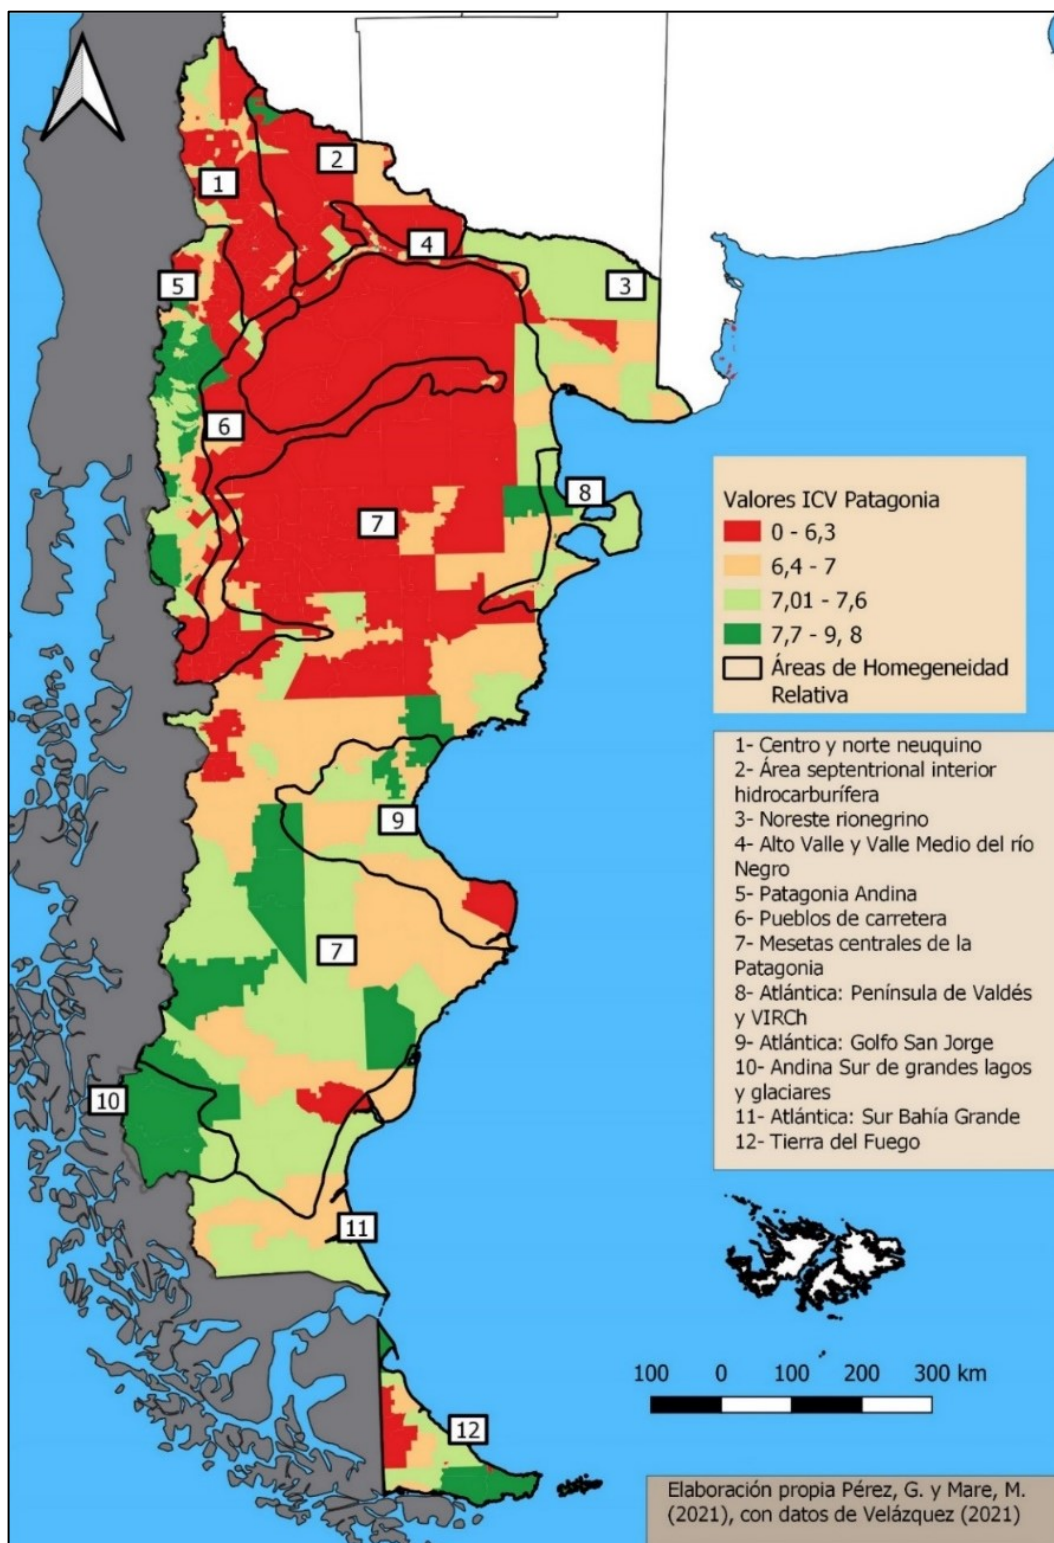 1
2
3
4
5
6
7
8
9
7
10
11
12
Valores ICV Patagonia
0 - 6,3
6,4 - 7
7,01 - 7,6
7,7 - 9, 8
Áreas de Homegeneidad
Relativa
1- Centro y norte neuquino
2- Área septentrional interior
hidrocarburífera
3- Noreste rionegrino
4- Alto Valle y Valle Medio del río
Negro
5- Patagonia Andina
6- Pueblos de carretera
7- Mesetas centrales de la
Patagonia
8- Atlántica: Península de Valdés
y VIRCh
9- Atlántica: Golfo San Jorge
10- Andina Sur de grandes lagos
y glaciares
11- Atlántica: Sur Bahía Grande
12- Tierra del Fuego
100 0 100 200 300 km
Elaboración propia Pérez, G. y Mare, M.
(2021), con datos de Velázquez (2021)